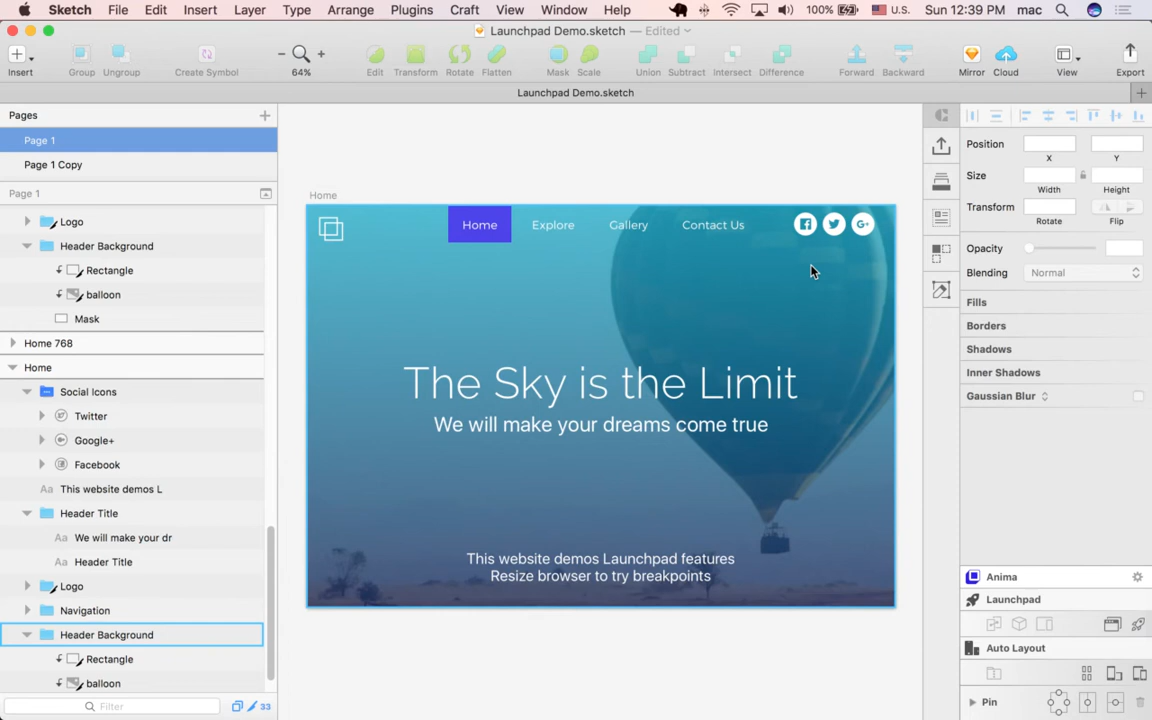 Sketch File Edit Insert Layer Type Arrange Plugins Craft View Window Help 100% U.S. Sun 12:39 PM mac
Launchpad Demo.sketch — Edited
Insert Group Ungroup Create Symbol 64% Edit Transform Rotate Flatten Mask Scale Union Subtract Intersect Difference Forward Backward Mirror Cloud View Export
Launchpad Demo.sketch
Pages
Page 1
Page 1 Copy
Page 1
Logo
Header Background
Rectangle
balloon
Mask
Home 768
Home
Social Icons
Twitter
Google+
Facebook
Aa This website demos L
Header Title
Aa We will make your dr
Aa Header Title
Logo
Navigation
Header Background
Rectangle
balloon
Filter 33
Home
Home Explore Gallery Contact Us G+
The Sky is the Limit
We will make your dreams come true
This website demos Launchpad features
Resize browser to try breakpoints
Position
X Y
Size
Width Height
Transform
Rotate Flip
Opacity
Blending Normal
Fills
Borders
Shadows
Inner Shadows
Gaussian Blur
Anima
Launchpad
Auto Layout
Pin